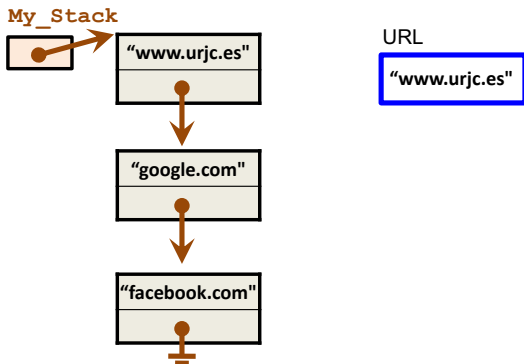 My_Stack
URL
“www.urjc.es"
“www.urjc.es"
“google.com"
“facebook.com"